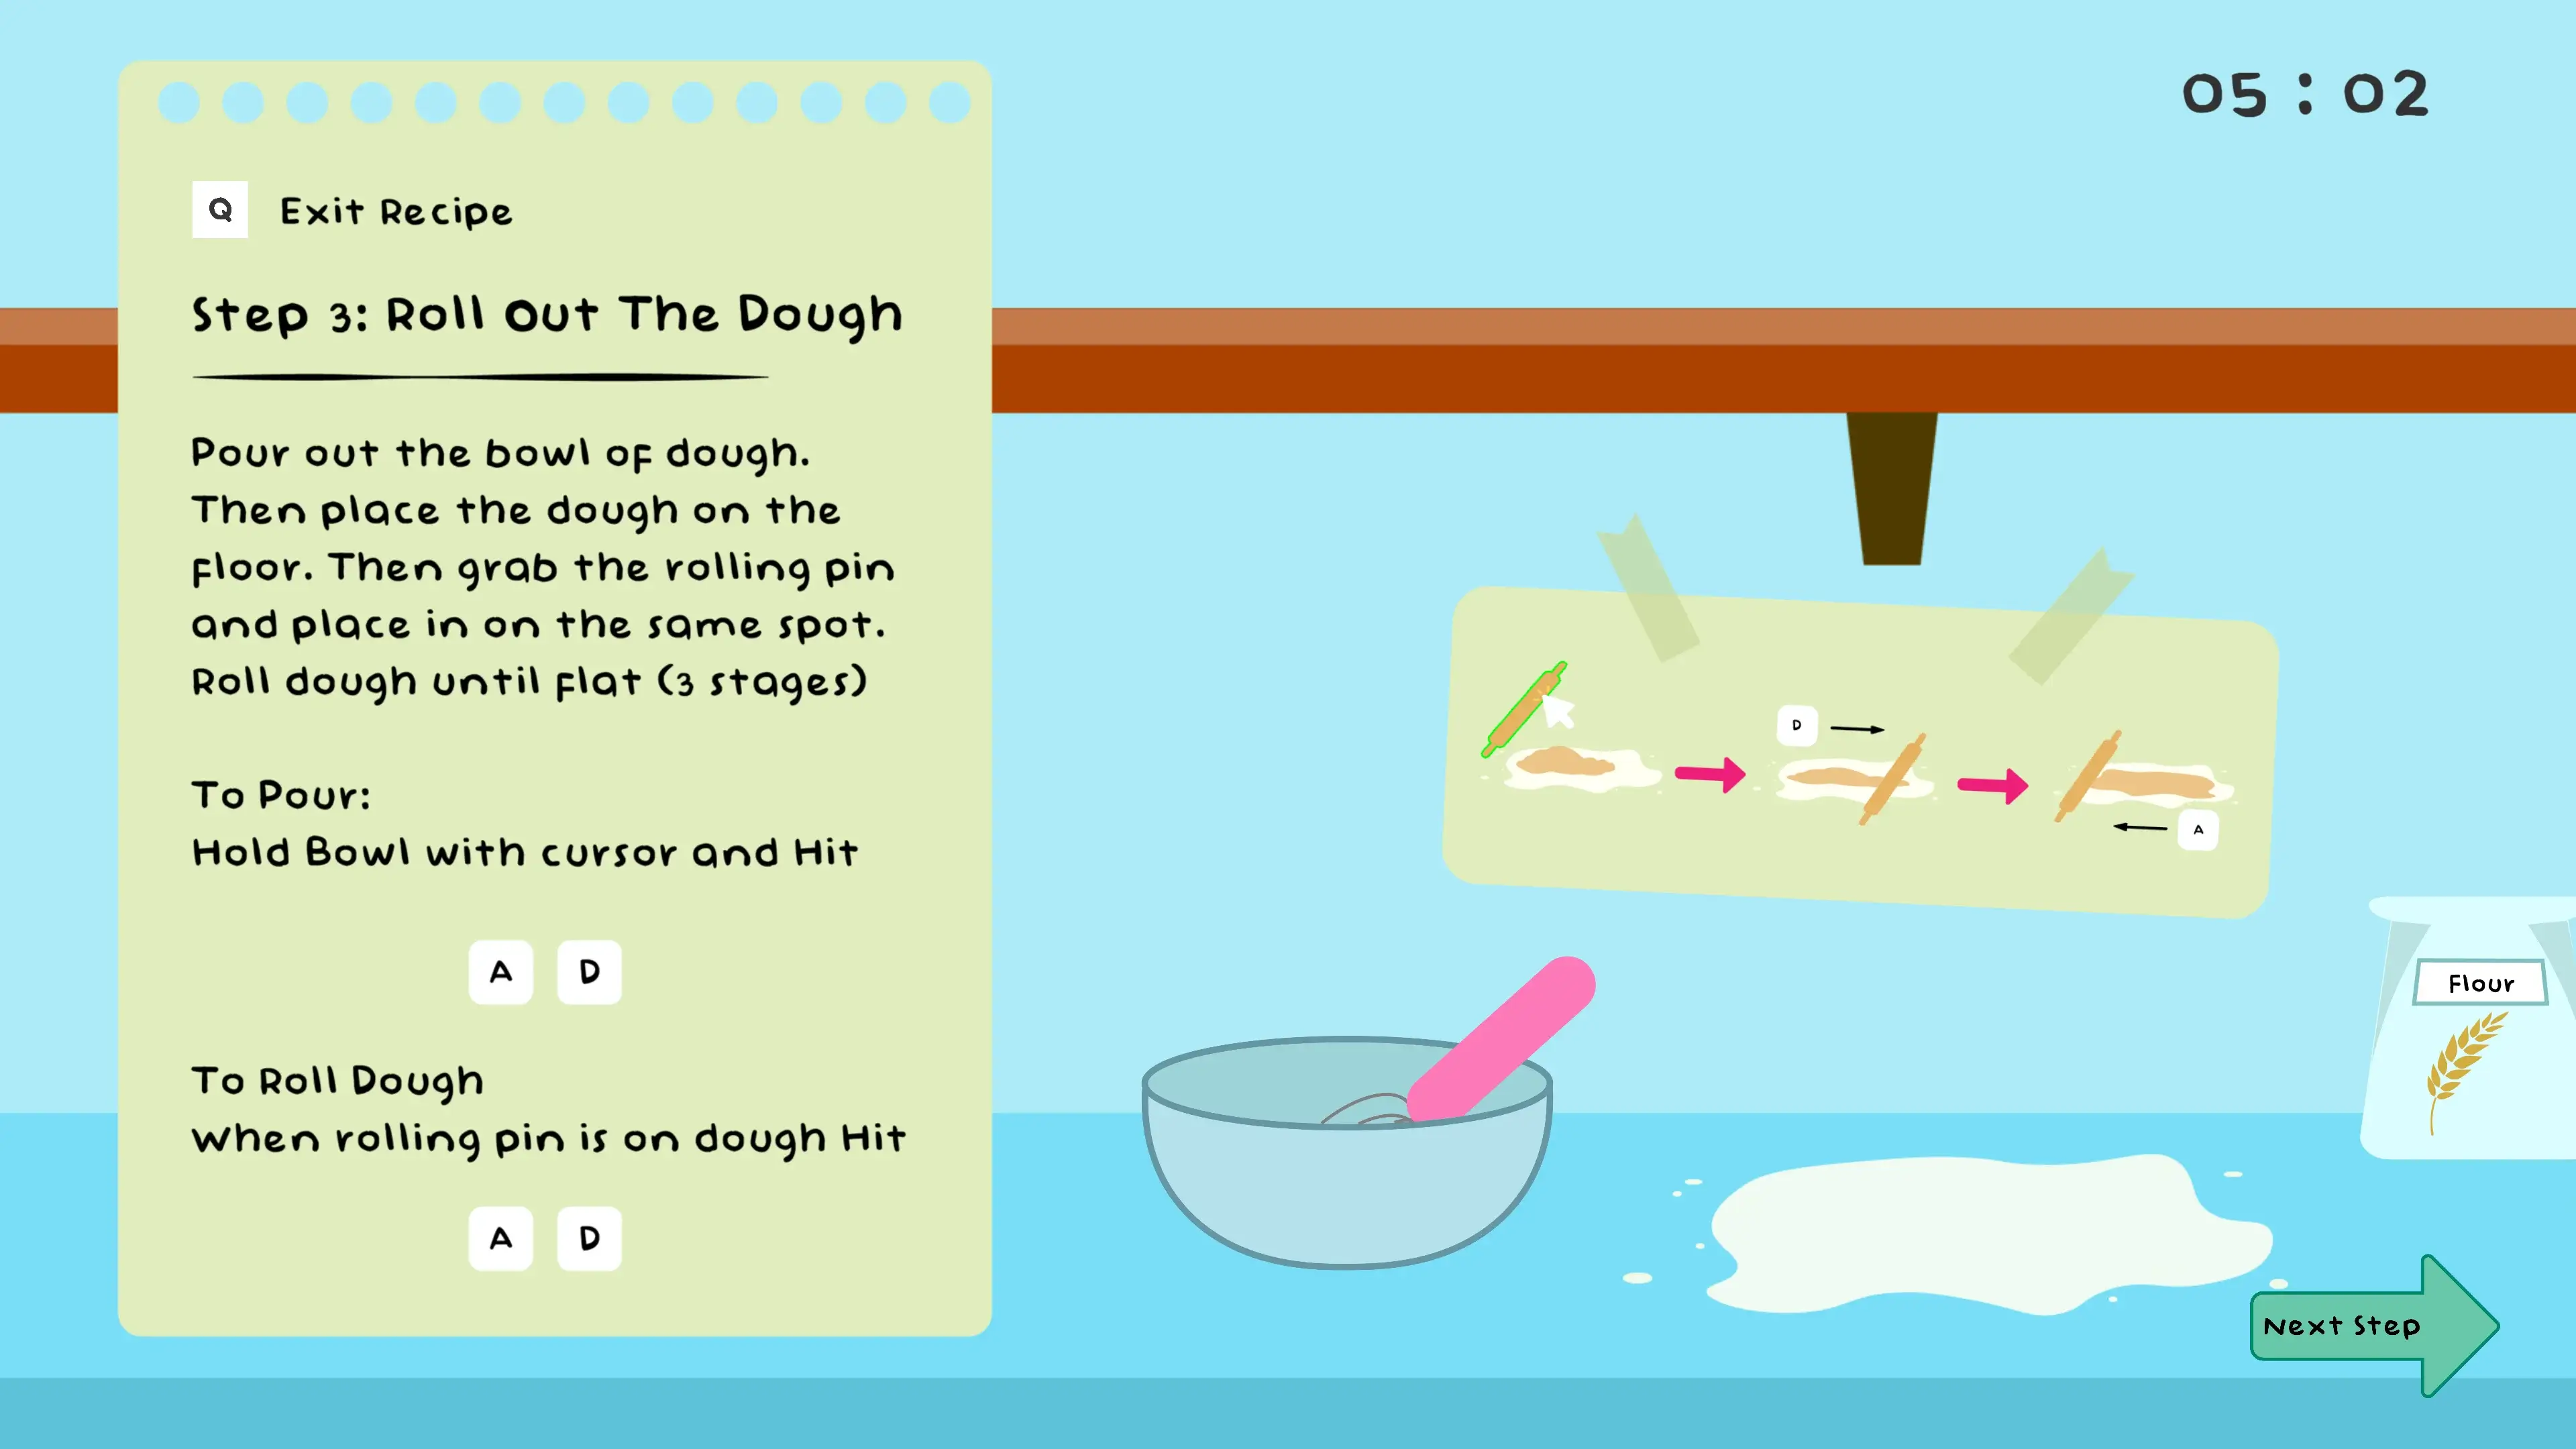 05 : 02
Q Exit Recipe
Step 3: Roll Out The Dough
Pour out the bowl of dough.
Then place the dough on the
floor. Then grab the rolling pin
and place in on the same spot.
Roll dough until flat (3 stages)
To Pour:
Hold Bowl with cursor and Hit
A D
To Roll Dough
When rolling pin is on dough Hit
A D
D
A
Flour
Next Step